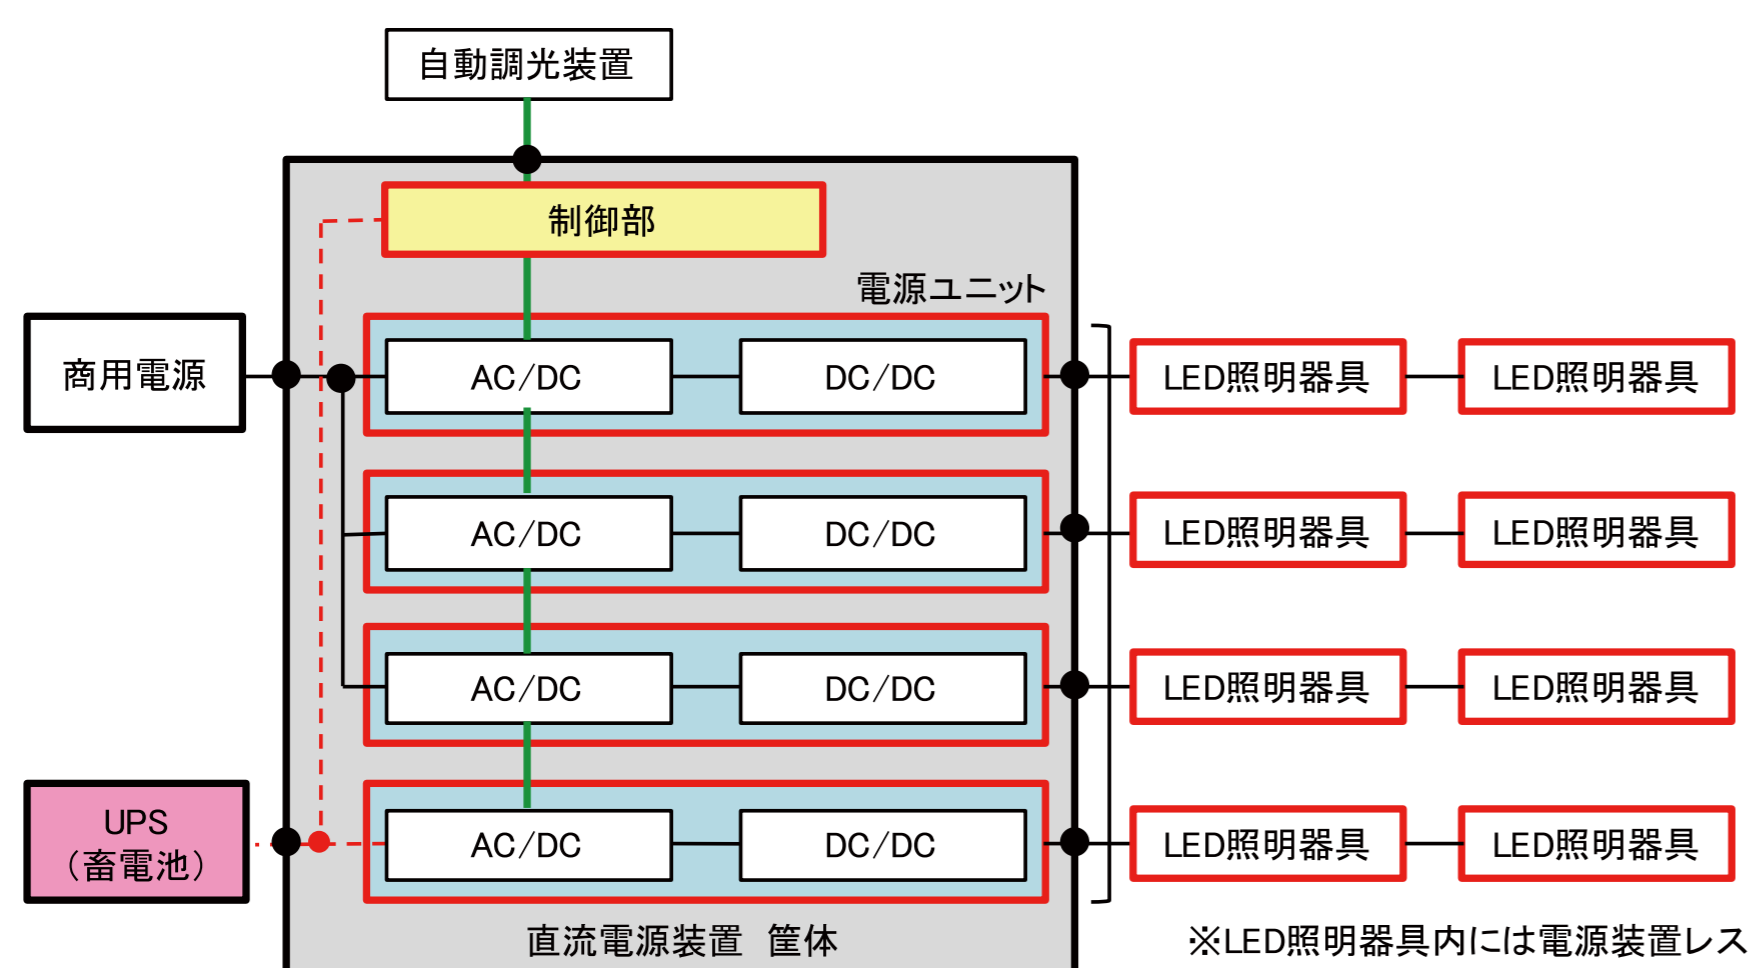 自動調光装置
制御部
電源ユニット
商用電源
AC/DC
DC/DC
LED照明器具
LED照明器具
AC/DC
DC/DC
LED照明器具
LED照明器具
AC/DC
DC/DC
LED照明器具
LED照明器具
UPS
（畜電池）
AC/DC
DC/DC
LED照明器具
LED照明器具
直流電源装置　筐体
※LED照明器具内には電源装置レス